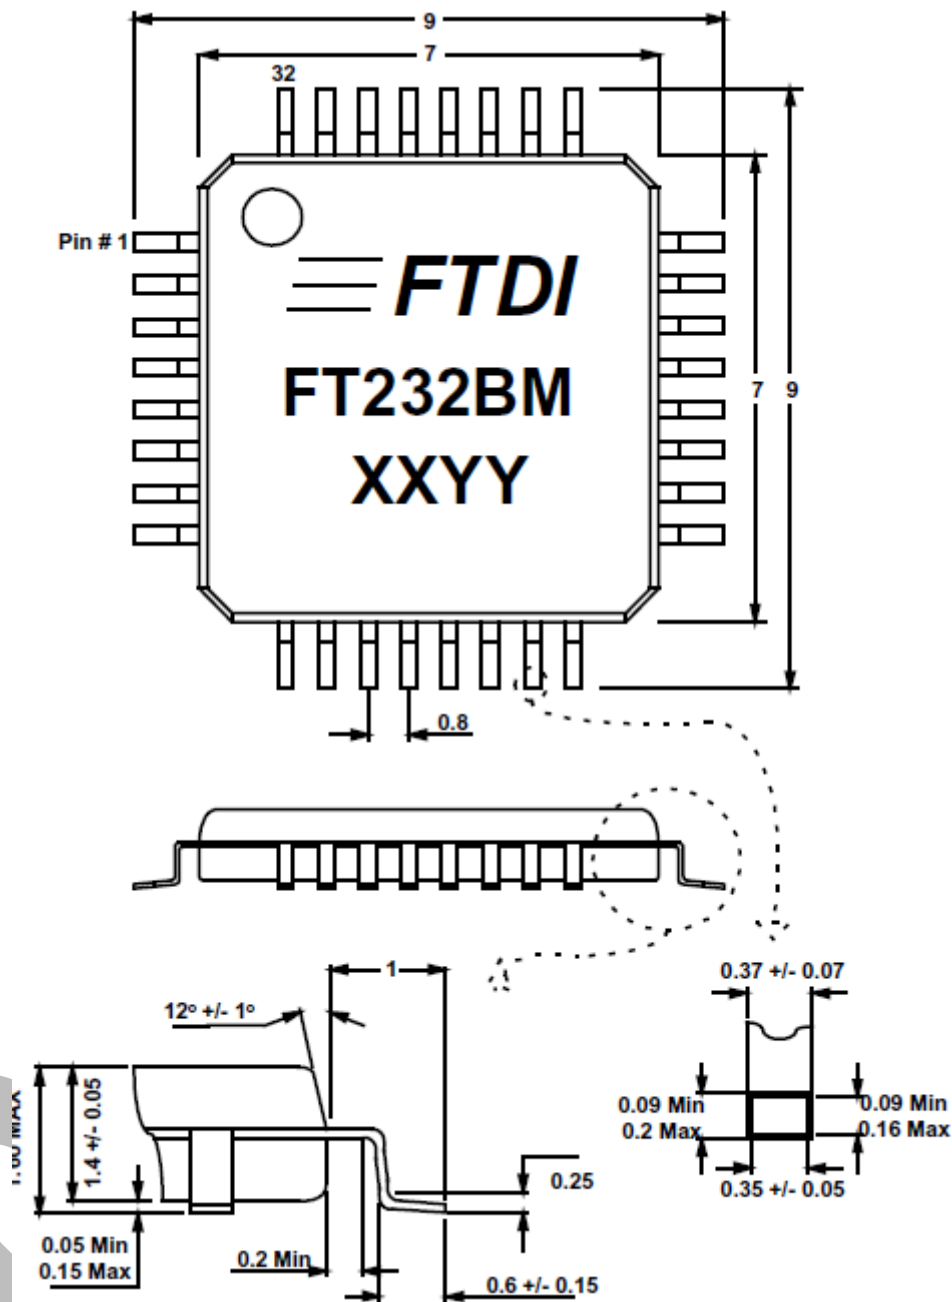 9
7
32
Pin # 1
FTDI
FT232BM
XXYY
7
9
0.8
1
0.37 +/- 0.07
12° +/- 1°
1.4 +/- 0.05
MAX
0.09 Min
0.2 Max
0.09 Min
0.16 Max
0.25
0.35 +/- 0.05
0.05 Min
0.15 Max
0.2 Min
0.6 +/- 0.15